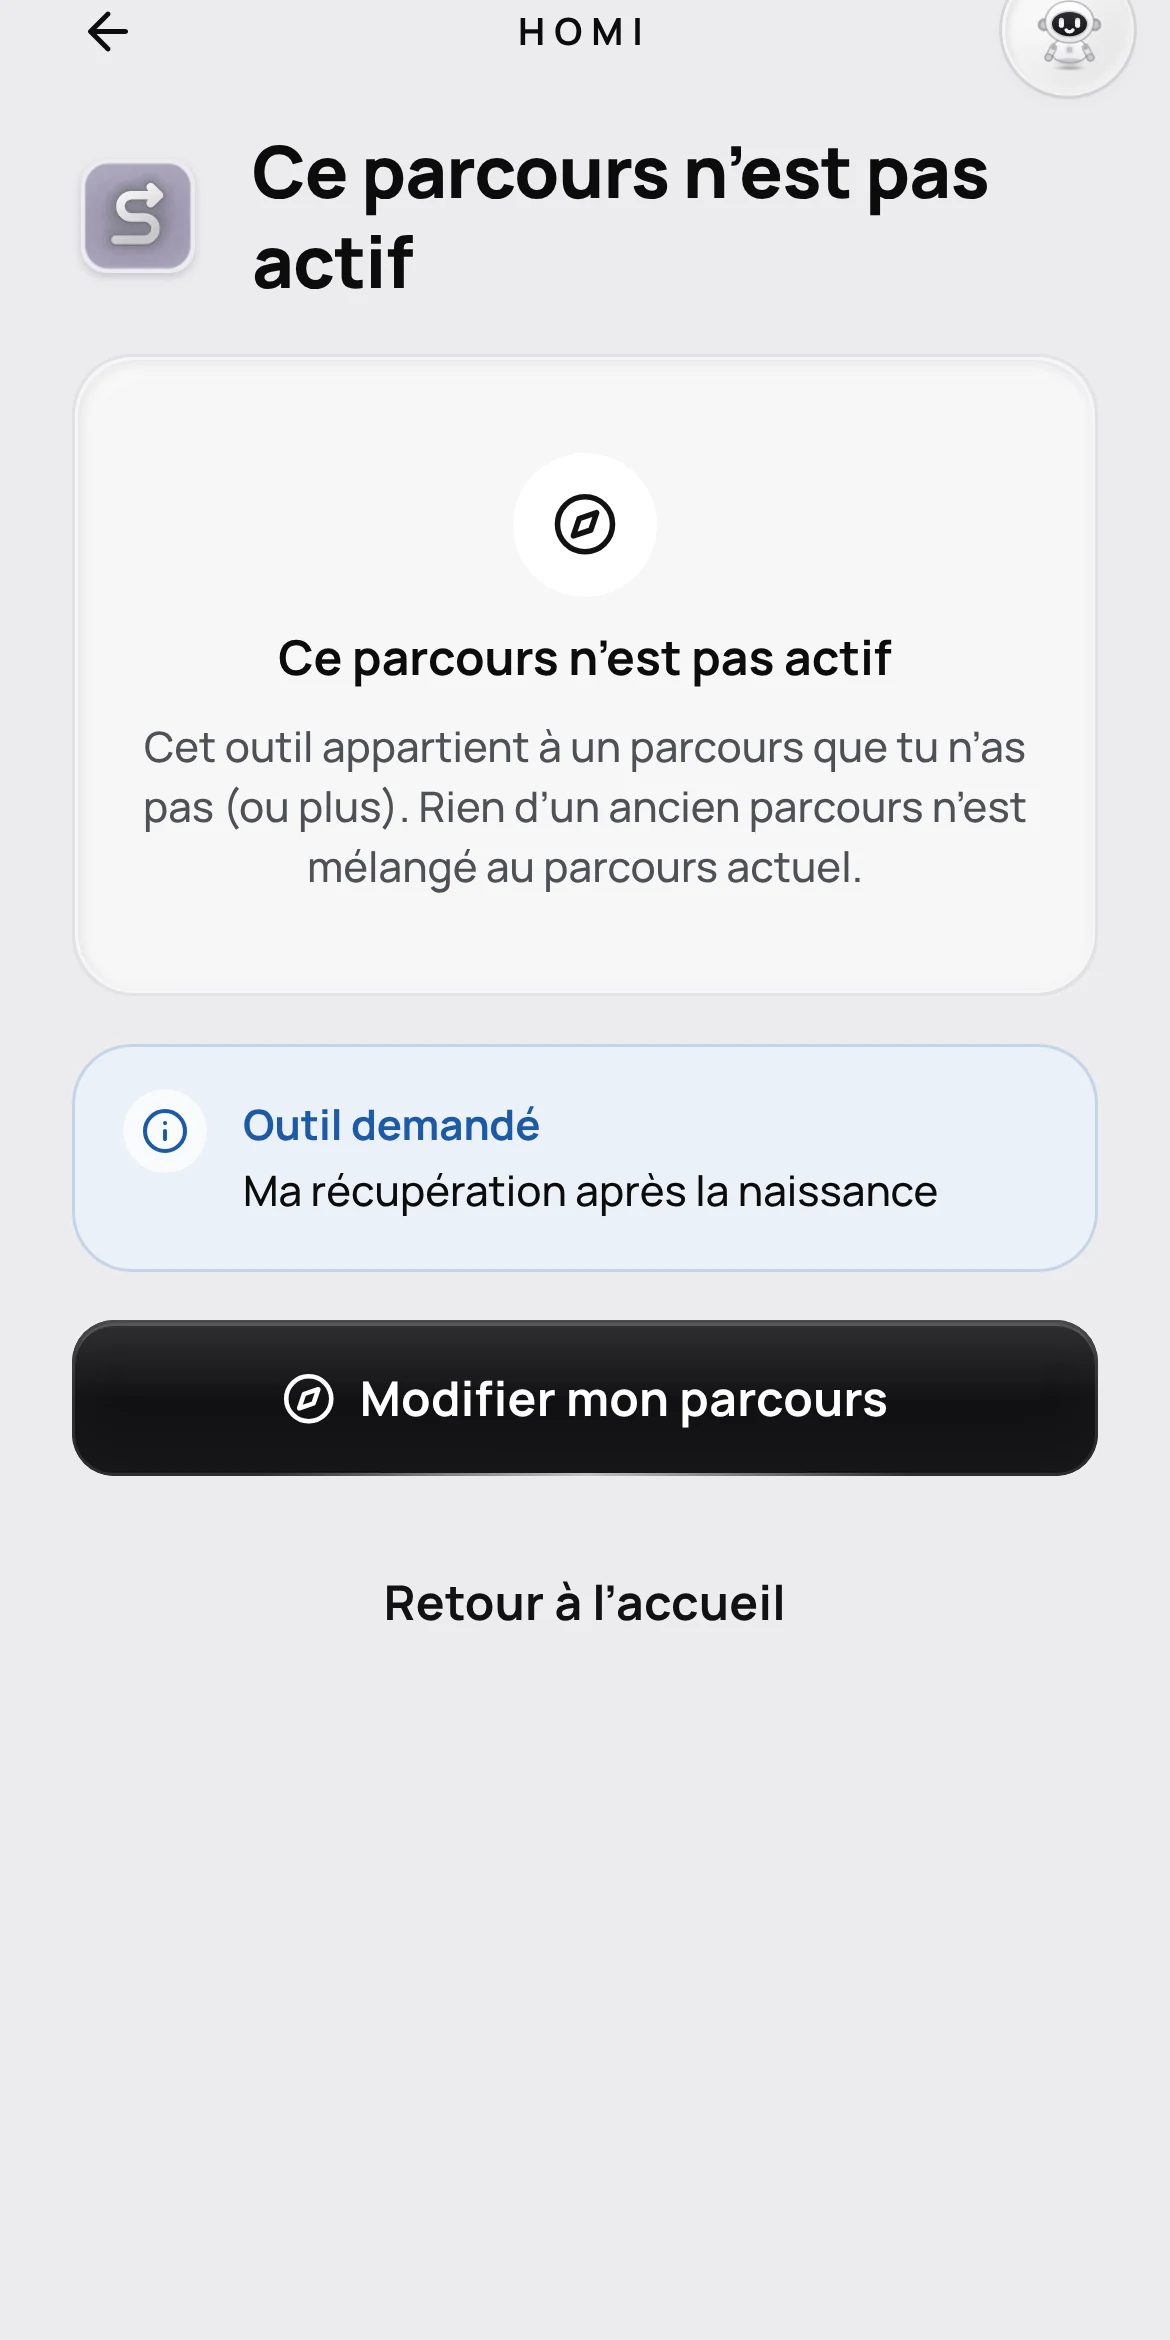 HOMI
Ce parcours n’est pas
actif
Ce parcours n’est pas actif
Cet outil appartient à un parcours que tu n’as
pas (ou plus). Rien d’un ancien parcours n’est
mélangé au parcours actuel.
Outil demandé
Ma récupération après la naissance
Modifier mon parcours
Retour à l’accueil